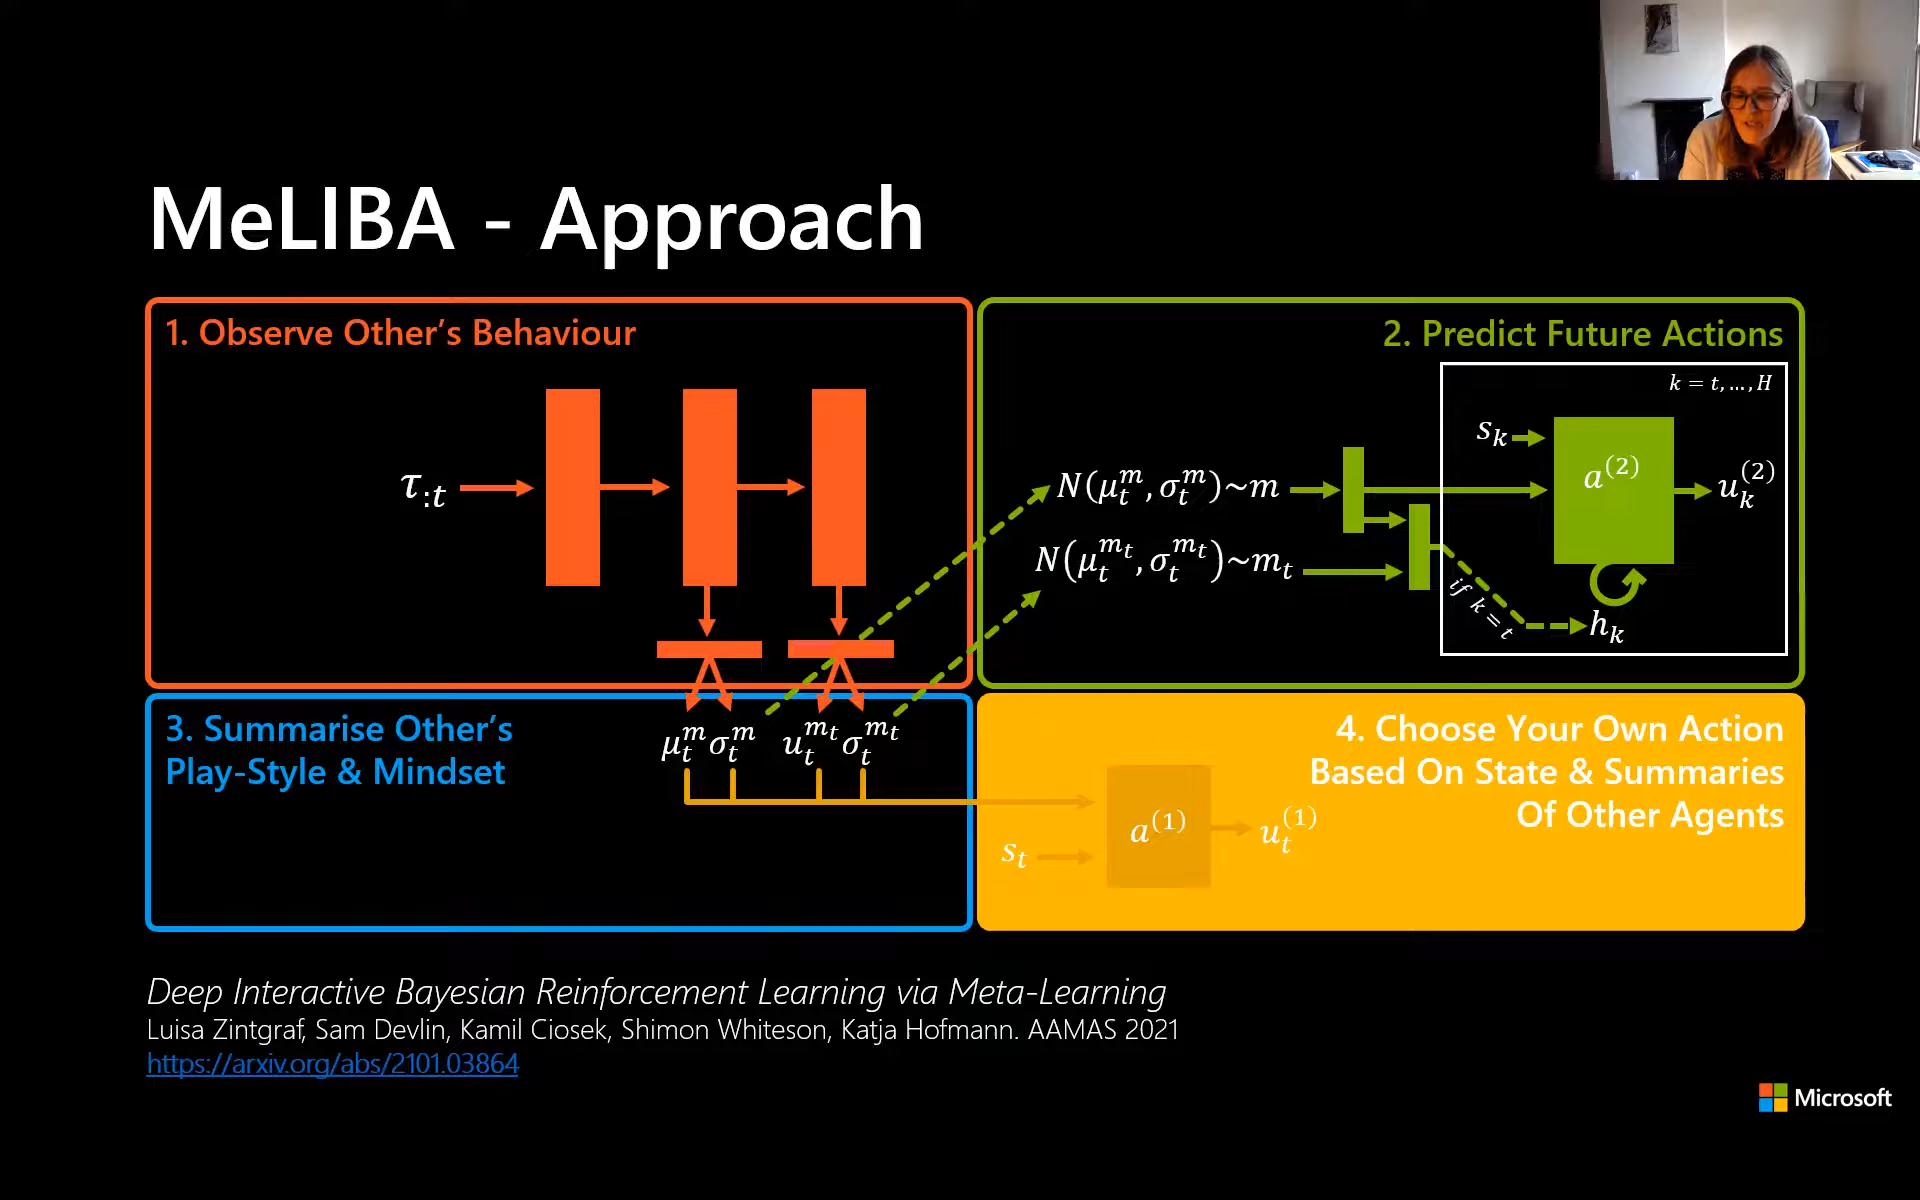 MeLIBA - Approach
1. Observe Other's Behaviour
τ:t
2. Predict Future Actions
k = t, ..., H
s_k
a^(2)
u_k^(2)
N(μ_t^m, σ_t^m)~m
N(μ_t^{m_t}, σ_t^{m_t})~m_t
if k = t
h_k
3. Summarise Other's
Play-Style & Mindset
μ_t^m σ_t^m u_t^{m_t} σ_t^{m_t}
4. Choose Your Own Action
Based On State & Summaries
Of Other Agents
a^(1)
u_t^(1)
s_t
Deep Interactive Bayesian Reinforcement Learning via Meta-Learning
Luisa Zintgraf, Sam Devlin, Kamil Ciosek, Shimon Whiteson, Katja Hofmann. AAMAS 2021
https://arxiv.org/abs/2101.03864
Microsoft